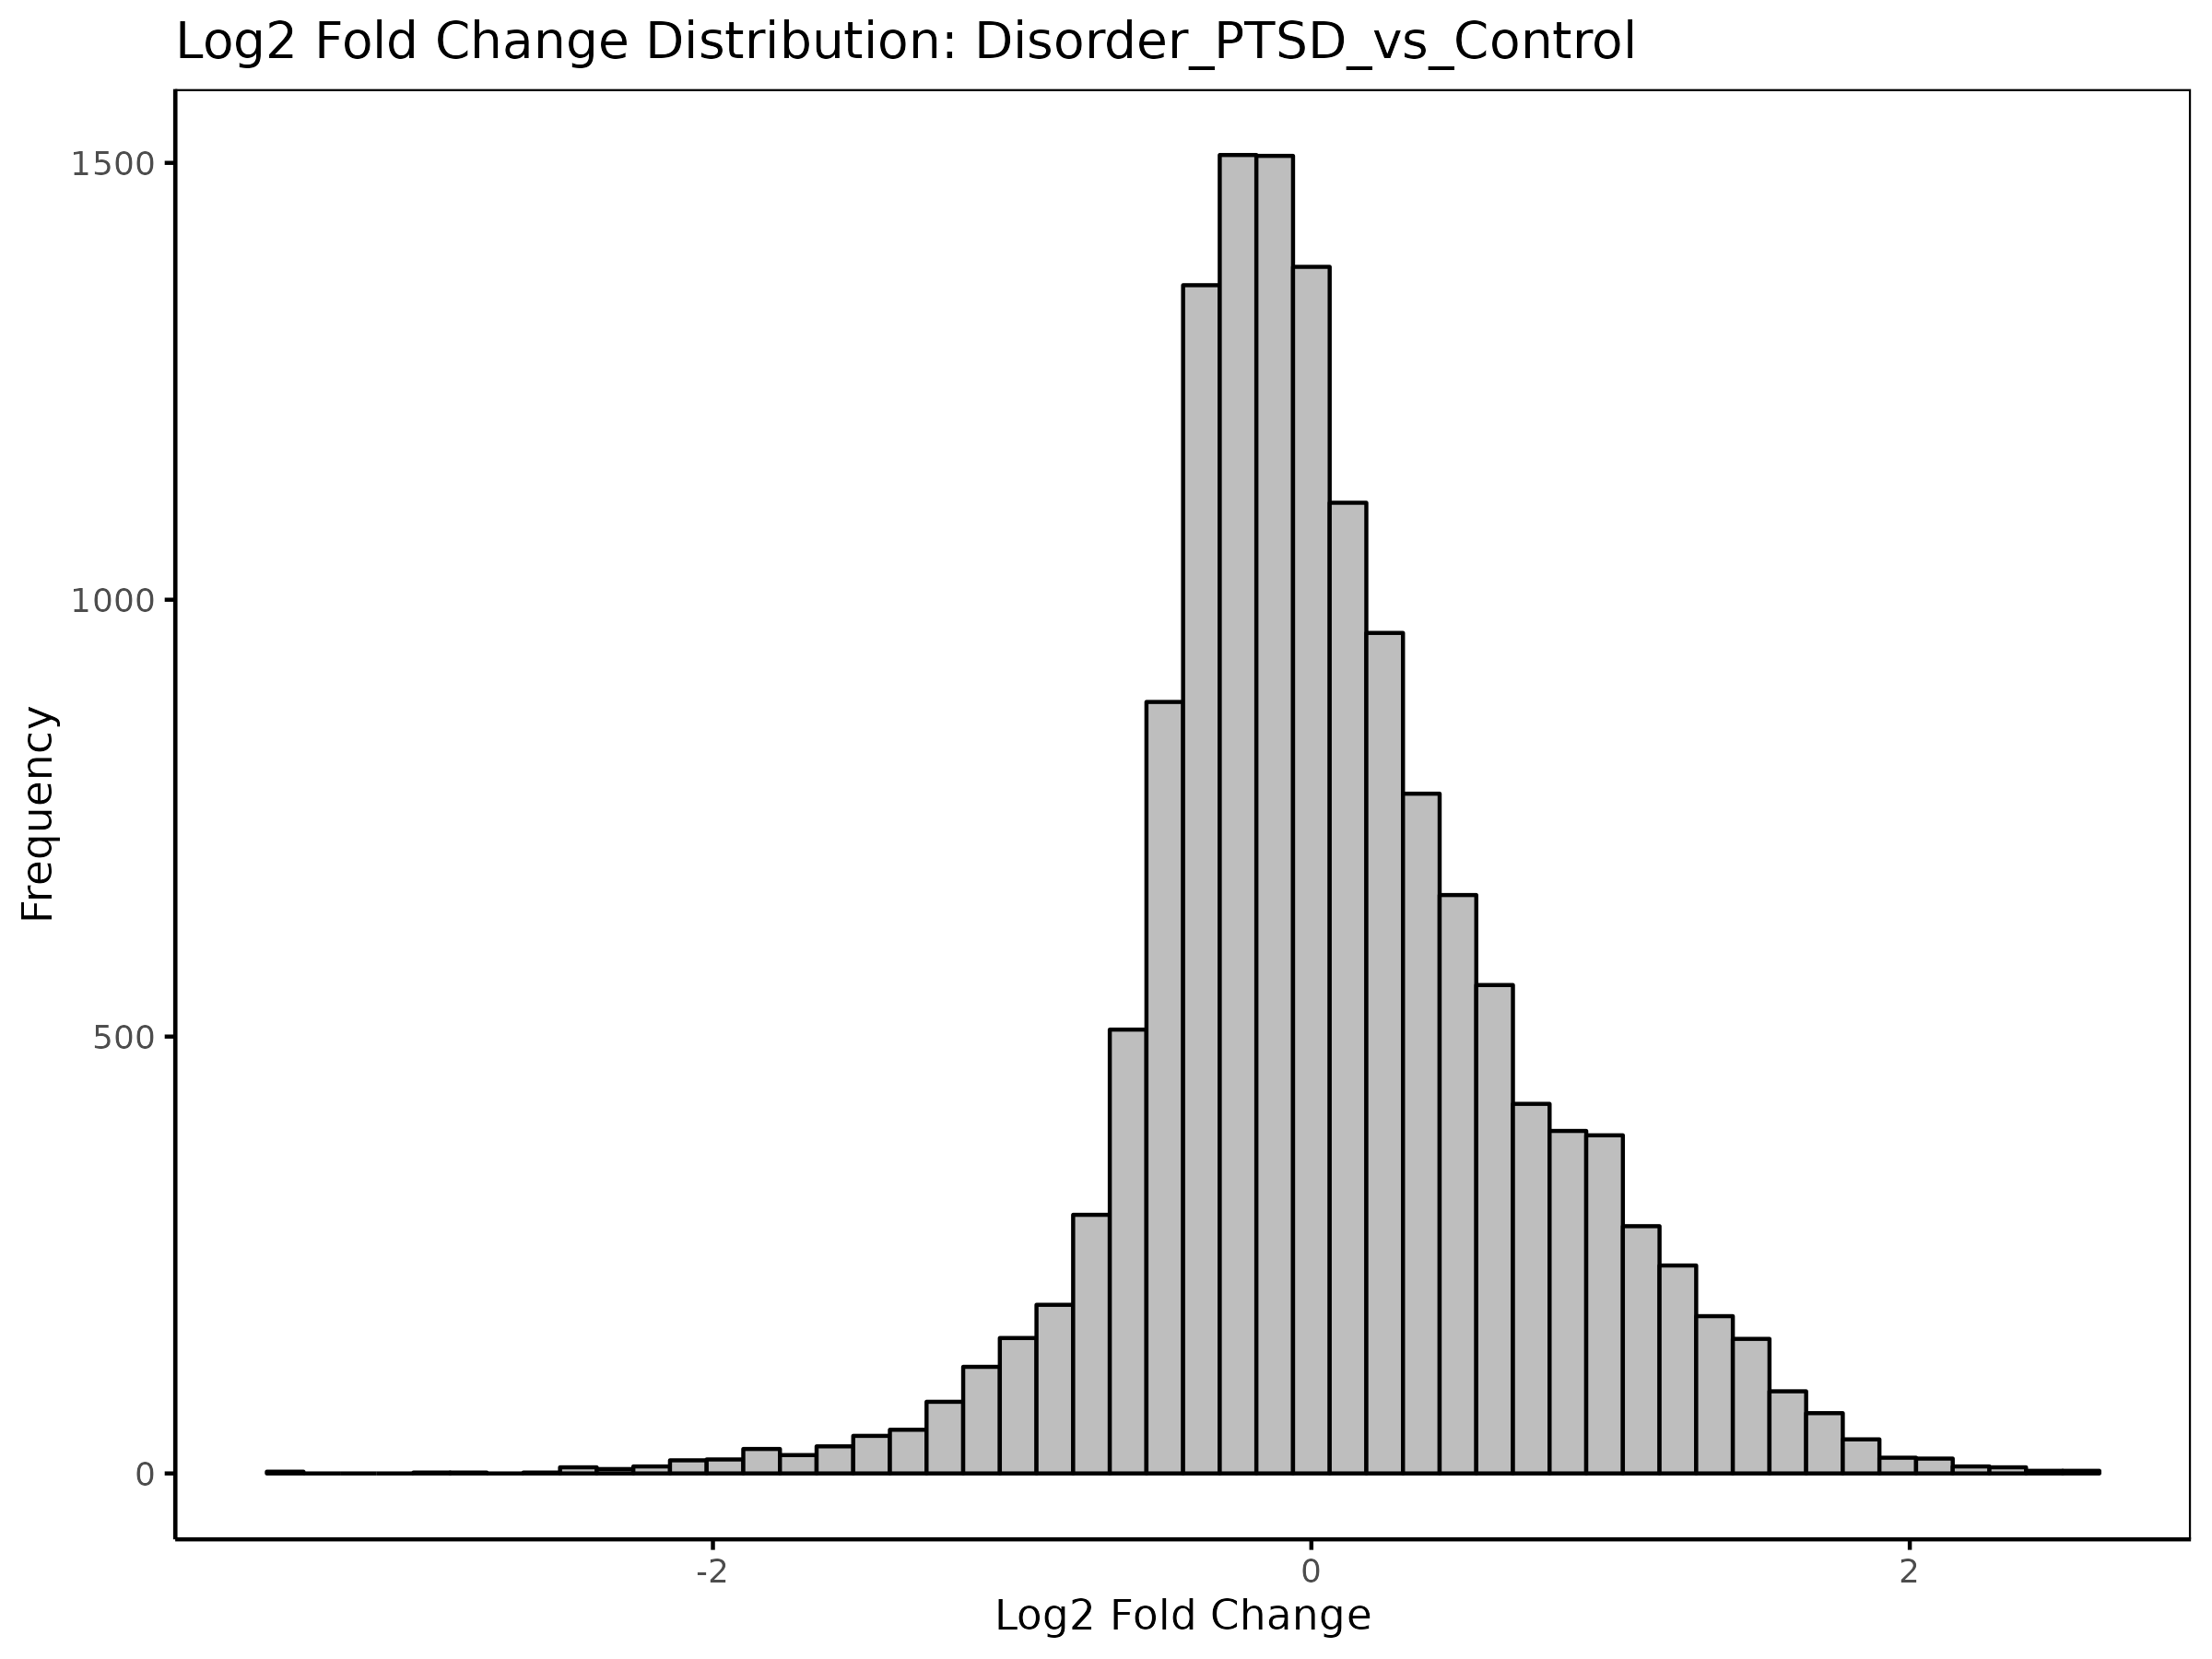 Log2 Fold Change Distribution: Disorder_PTSD_vs_Control
1500
1000
500
0
Frequency
-2
0
2
Log2 Fold Change